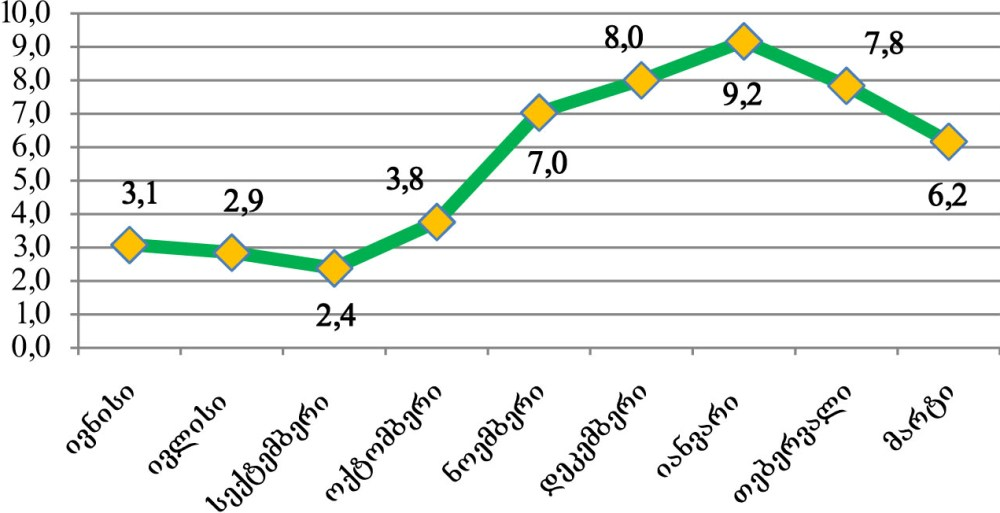 10,0
9,0
8,0
7,0
6,0
5,0
4,0
3,0
2,0
1,0
0,0
3,1
2,9
2,4
3,8
7,0
8,0
9,2
7,8
6,2
ივნისი
ივლისი
სექტემბერი
ოქტომბერი
ნოემბერი
დეკემბერი
იანვარი
თებერვალი
მარტი